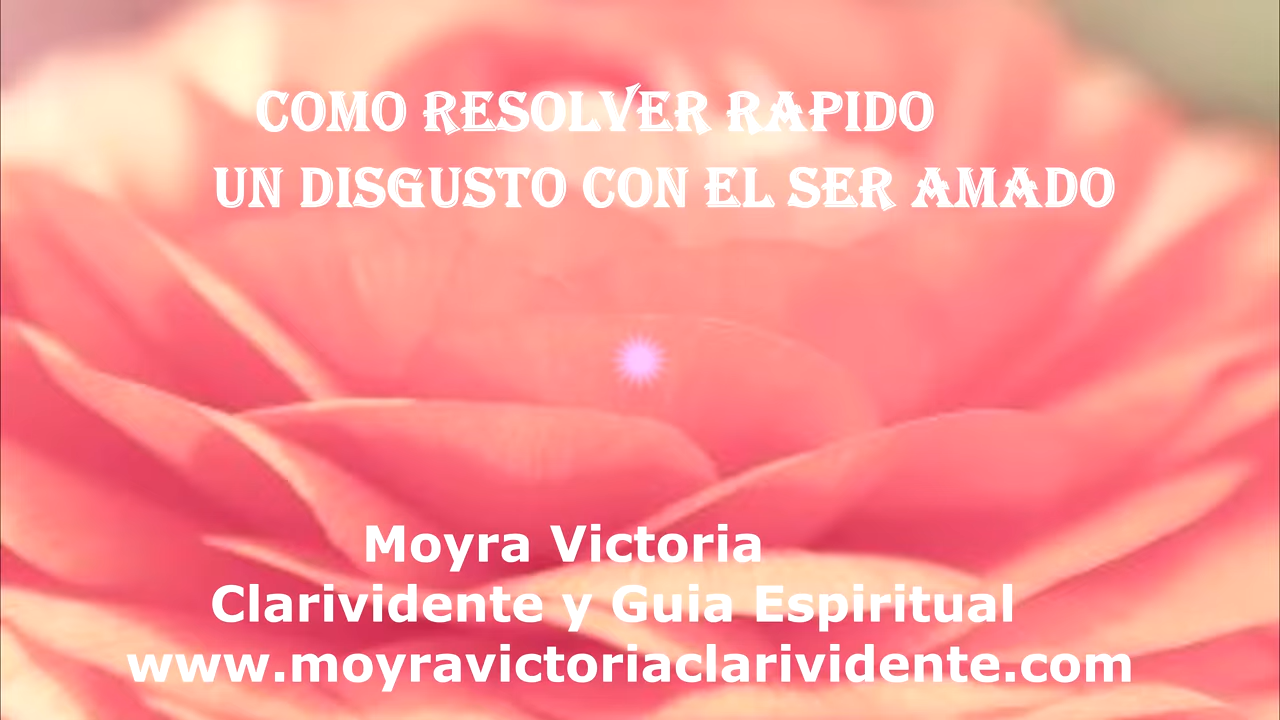 COMO RESOLVER RAPIDO
UN DISGUSTO CON EL SER AMADO
Moyra Victoria
Clarividente y Guia Espiritual
www.moyravictoriaclarividente.com